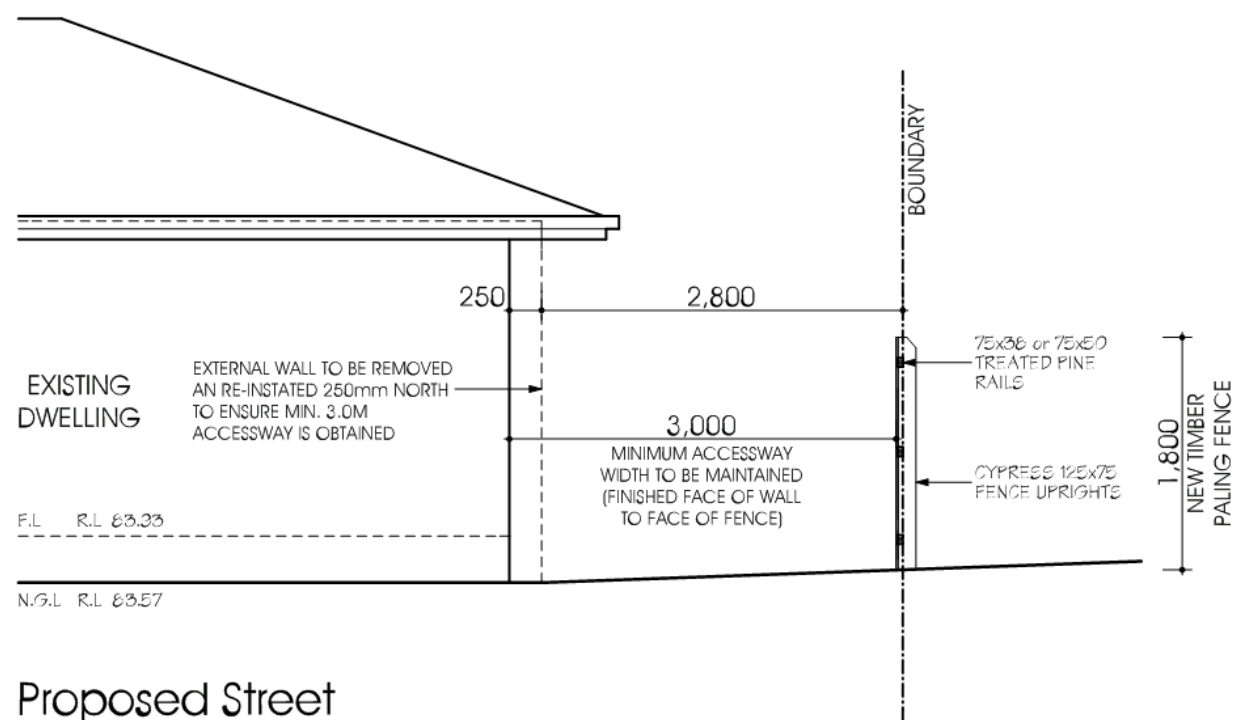 BOUNDARY
250
2,800
75x38 or 75x50
TREATED PINE
RAILS
EXTERNAL WALL TO BE REMOVED
AN RE-INSTATED 250mm NORTH
TO ENSURE MIN. 3.0M
ACCESSWAY IS OBTAINED
EXISTING
DWELLING
3,000
MINIMUM ACCESSWAY
WIDTH TO BE MAINTAINED
(FINISHED FACE OF WALL
TO FACE OF FENCE)
CYPRESS 125x75
FENCE UPRIGHTS
1,800
NEW TIMBER
PALING FENCE
F.L R.L 83.93
N.G.L R.L 83.57
Proposed Street